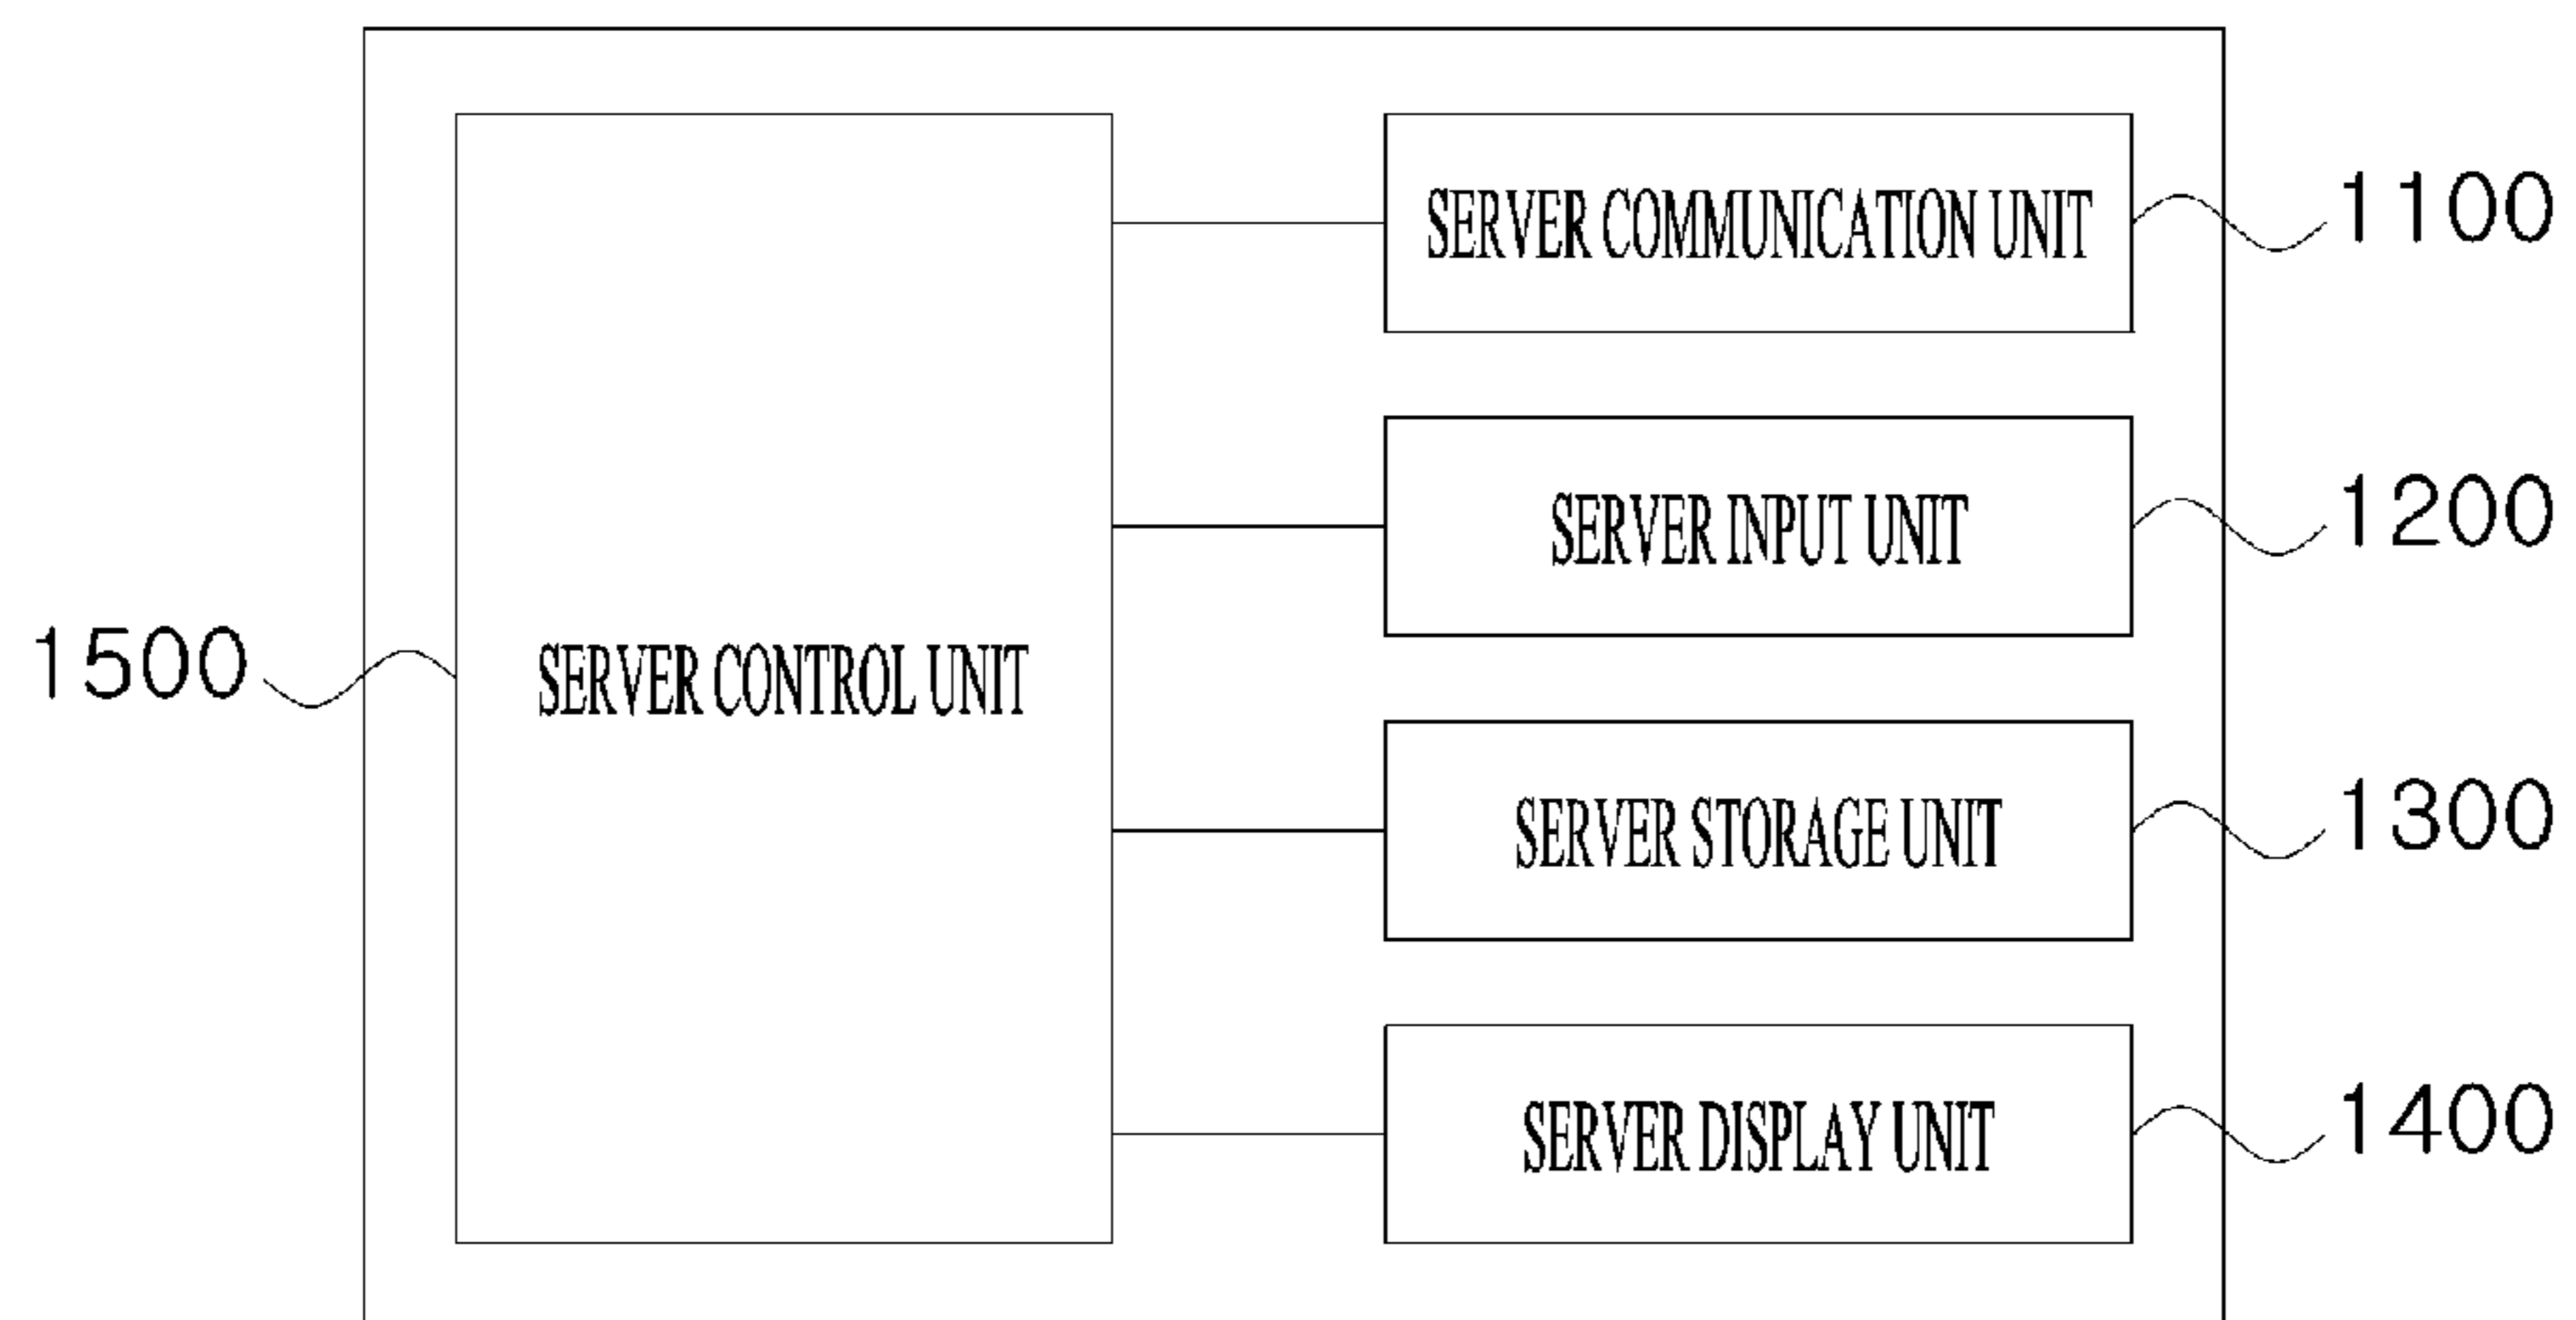 SERVER COMMUNICATION UNIT
1100
SERVER INPUT UNIT
1200
1500
SERVER CONTROL UNIT
SERVER STORAGE UNIT
1300
SERVER DISPLAY UNIT
1400